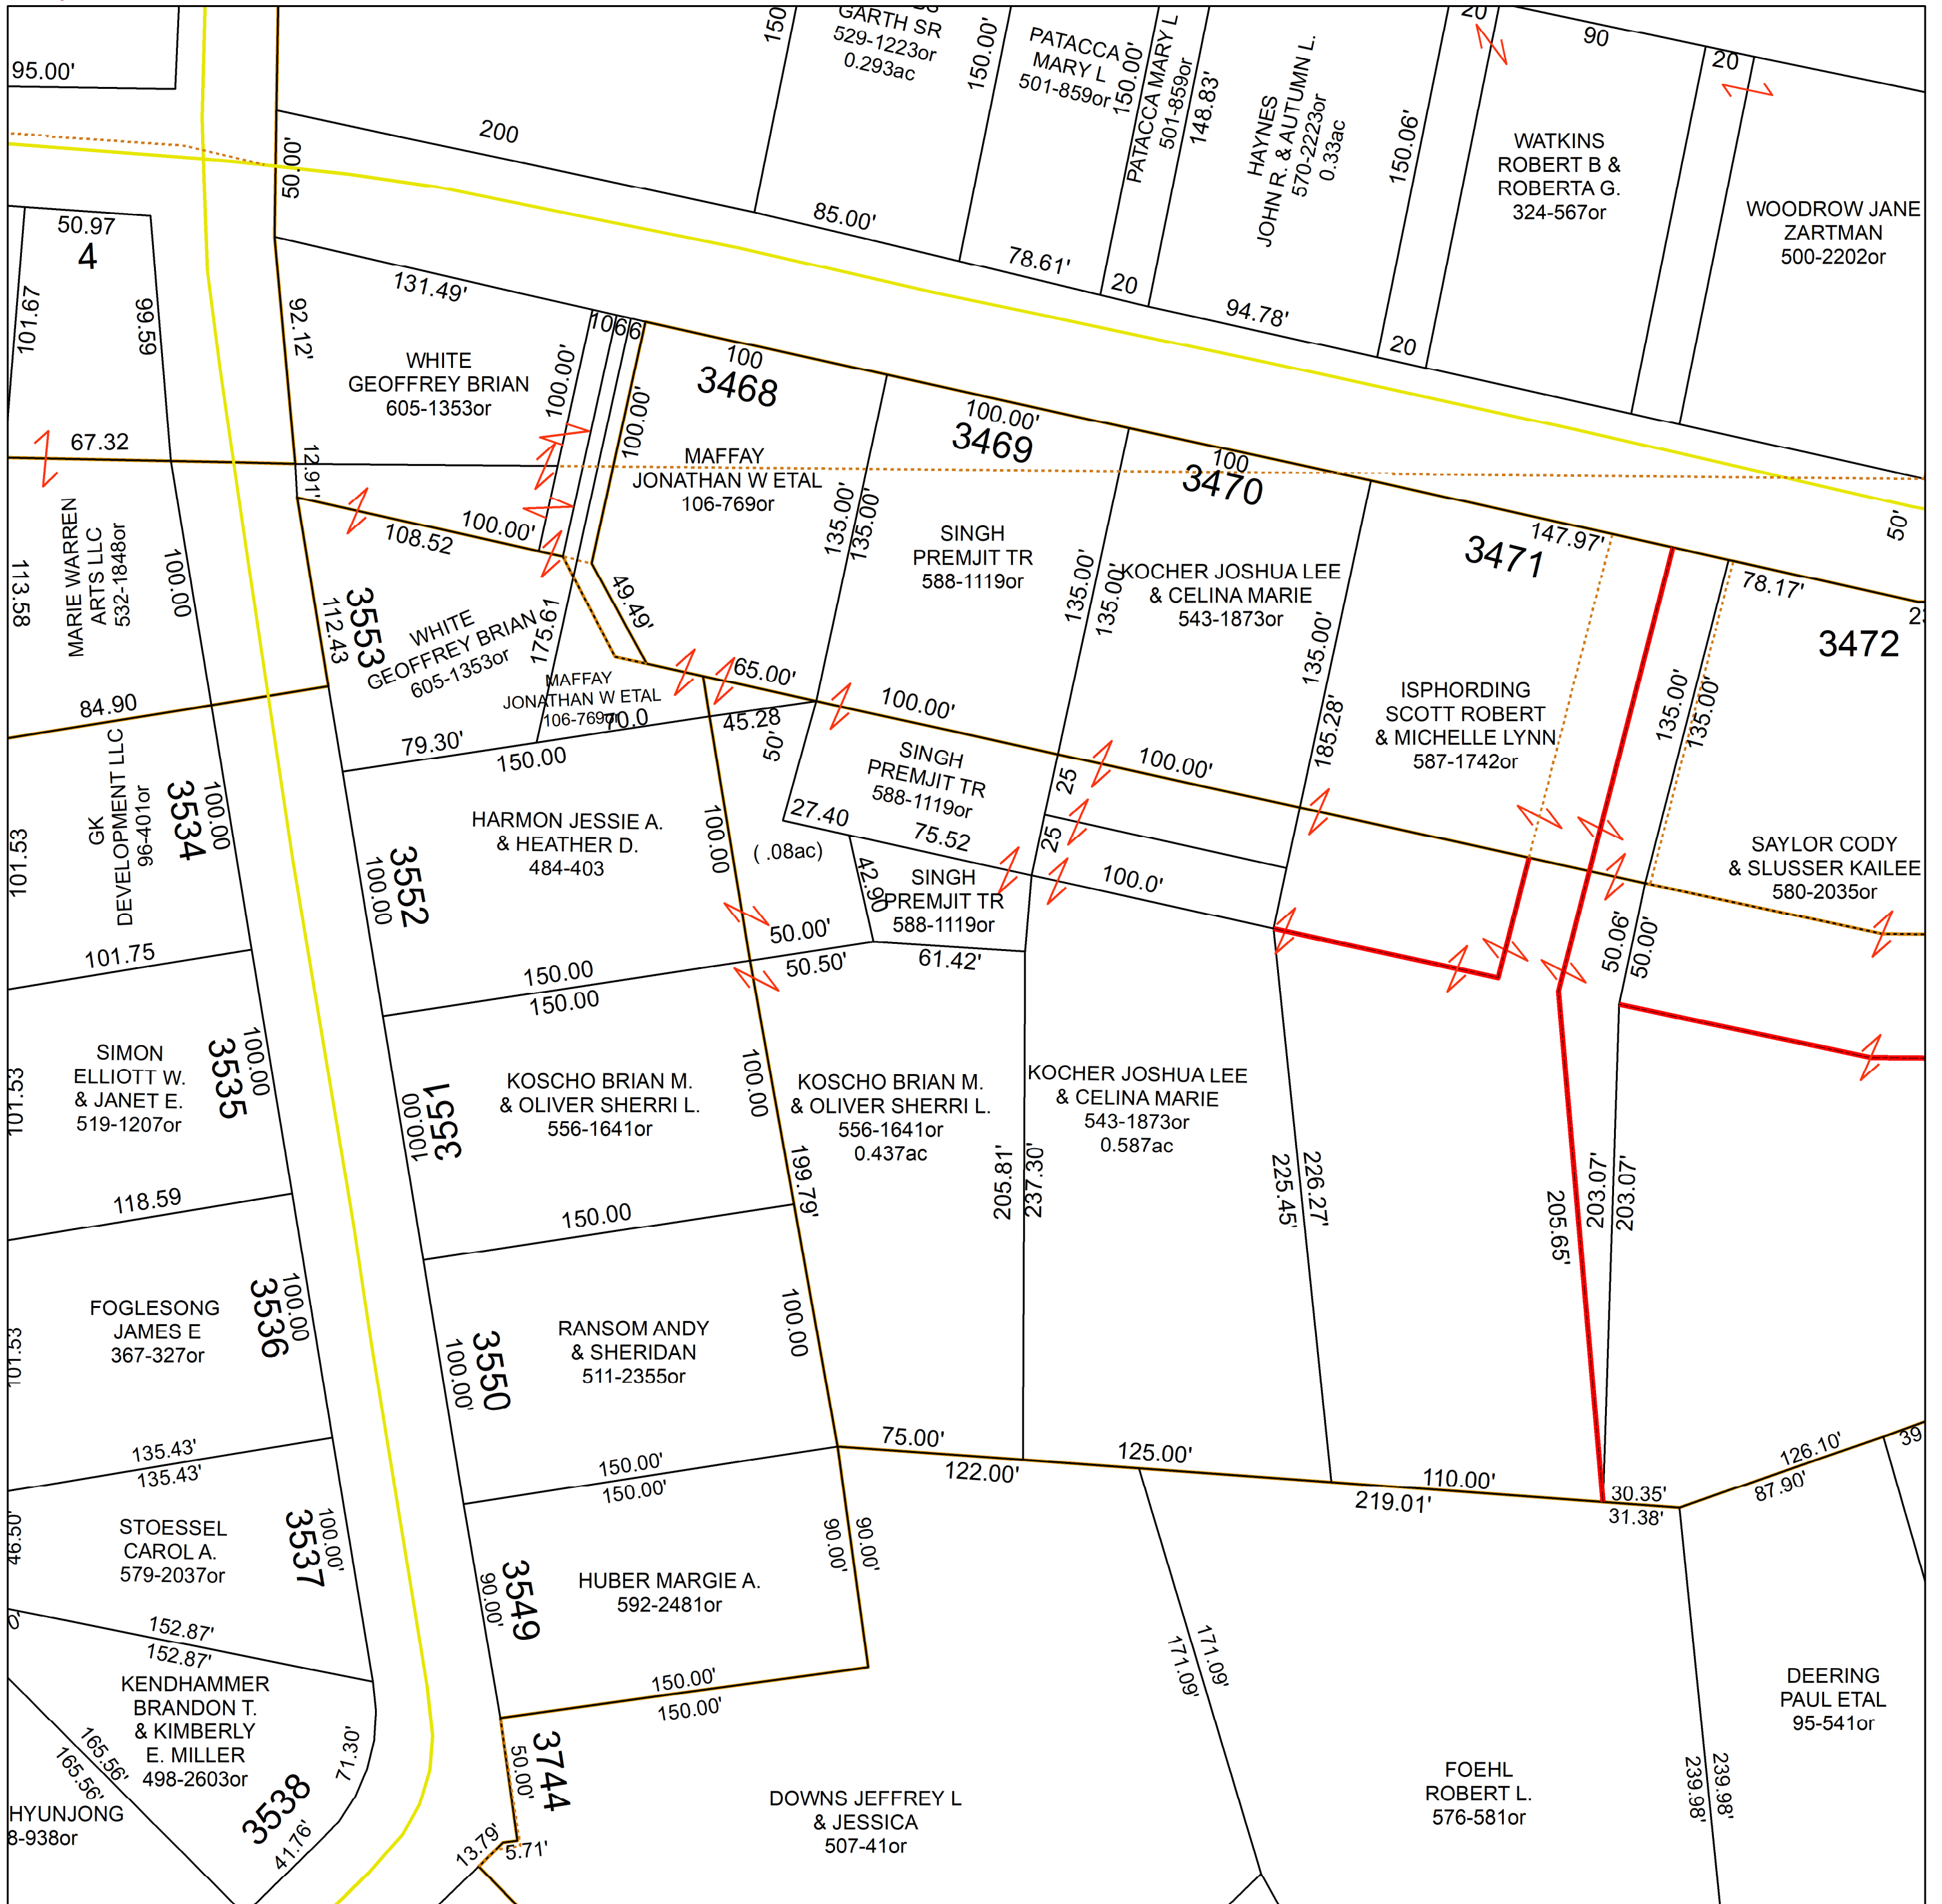 95.00'
150
GARTH SR
529-1223or
0.293ac
150.00'
PATACCA
MARY L
501-859or
150.00'
PATACCA MARY L
501-859or
148.83'
HAYNES
JOHN R. & AUTUMN L.
570-2223or
0.33ac
150.06'
20
90
20
WATKINS
ROBERT B &
ROBERTA G.
324-567or
WOODROW JANE
ZARTMAN
500-2202or
50.00'
200
85.00'
78.61'
20
94.78'
20
50'
50.97
4
101.67
99.59
92.12'
131.49'
1066
WHITE
GEOFFREY BRIAN
605-1353or
100.00'
100.00'
100
3468
MAFFAY
JONATHAN W ETAL
106-769or
100.00'
3469
100
3470
147.97'
3471
78.17'
3472
67.32
12.91'
108.52
100.00'
MARIE WARREN
ARTS LLC
532-1848or
113.58
100.00
112.43
3553
WHITE
GEOFFREY BRIAN
605-1353or
175.61
49.49'
MAFFAY
JONATHAN W ETAL
106-769or
70.0
65.00'
135.00'
135.00'
SINGH
PREMJIT TR
588-1119or
135.00'
135.00'
KOCHER JOSHUA LEE
& CELINA MARIE
543-1873or
135.00'
185.28'
ISPHORDING
SCOTT ROBERT
& MICHELLE LYNN
587-1742or
135.00'
135.00'
SAYLOR CODY
& SLUSSER KAILEE
580-2035or
84.90
79.30'
150.00
45.28
50'
100.00'
100.00'
SINGH
PREMJIT TR
588-1119or
25
25
27.40
75.52
( .08ac)
42.90
SINGH
PREMJIT TR
588-1119or
100.0'
50.06'
50.00'
GK
DEVELOPMENT LLC
96-401or
3534
100.00
101.53
3552
100.00
HARMON JESSIE A.
& HEATHER D.
484-403
100.00
50.00'
50.50'
61.42'
101.75
150.00
150.00
SIMON
ELLIOTT W.
& JANET E.
519-1207or
3535
100.00
101.53
3551
100.00
KOSCHO BRIAN M.
& OLIVER SHERRI L.
556-1641or
100.00
199.79'
KOSCHO BRIAN M.
& OLIVER SHERRI L.
556-1641or
0.437ac
205.81'
237.30'
KOCHER JOSHUA LEE
& CELINA MARIE
543-1873or
0.587ac
225.45'
226.27'
205.65'
203.07'
203.07'
118.59
150.00
FOGLESONG
JAMES E
367-327or
3536
100.00
101.53
3550
100.00'
RANSOM ANDY
& SHERIDAN
511-2355or
100.00
135.43'
135.43'
150.00'
150.00'
75.00'
122.00'
125.00'
110.00'
219.01'
30.35'
31.38'
126.10'
87.90'
39
STOESSEL
CAROL A.
579-2037or
3537
100.00'
46.50'
3549
90.00'
HUBER MARGIE A.
592-2481or
90.00'
90.00'
152.87'
152.87'
KENDHAMMER
BRANDON T.
& KIMBERLY
E. MILLER
498-2603or
71.30'
165.56'
165.56'
3538
41.76'
HYUNJONG
8-938or
150.00'
150.00'
3744
50.00'
13.79'
5.71'
DOWNS JEFFREY L
& JESSICA
507-41or
171.09'
171.09'
FOEHL
ROBERT L.
576-581or
239.98'
239.98'
DEERING
PAUL ETAL
95-541or